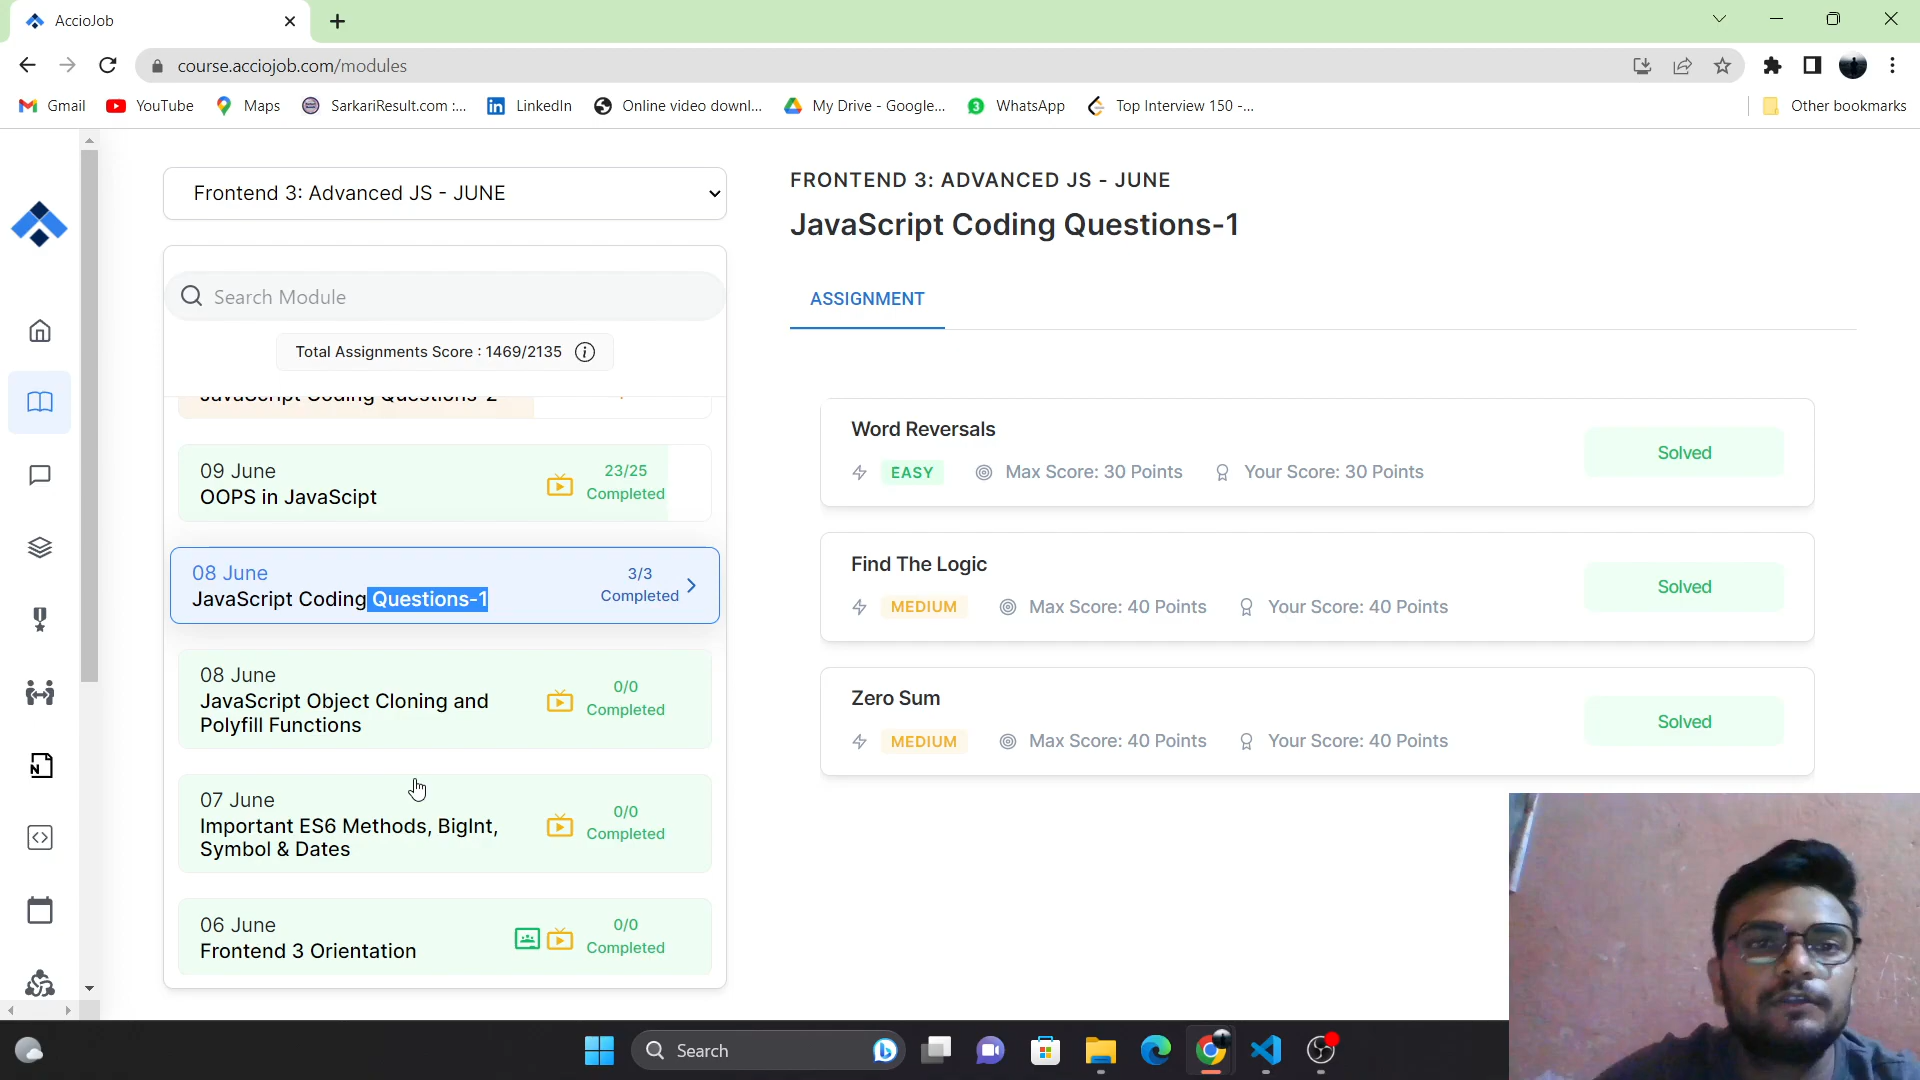 AccioJob
course.acciojob.com/modules
Gmail
YouTube
Maps
SarkariResult.com :...
LinkedIn
Online video downl...
My Drive - Google...
3
WhatsApp
Top Interview 150 -...
Other bookmarks
Frontend 3: Advanced JS - JUNE
Search Module
Total Assignments Score : 1469/2135
JavaScript Coding Questions-2
09 June
OOPS in JavaScipt
23/25
Completed
08 June
JavaScript Coding Questions-1
3/3
Completed
08 June
JavaScript Object Cloning and
Polyfill Functions
0/0
Completed
07 June
Important ES6 Methods, BigInt,
Symbol & Dates
0/0
Completed
06 June
Frontend 3 Orientation
0/0
Completed
FRONTEND 3: ADVANCED JS - JUNE
JavaScript Coding Questions-1
ASSIGNMENT
Word Reversals
EASY
Max Score: 30 Points
Your Score: 30 Points
Solved
Find The Logic
MEDIUM
Max Score: 40 Points
Your Score: 40 Points
Solved
Zero Sum
MEDIUM
Max Score: 40 Points
Your Score: 40 Points
Solved
Search